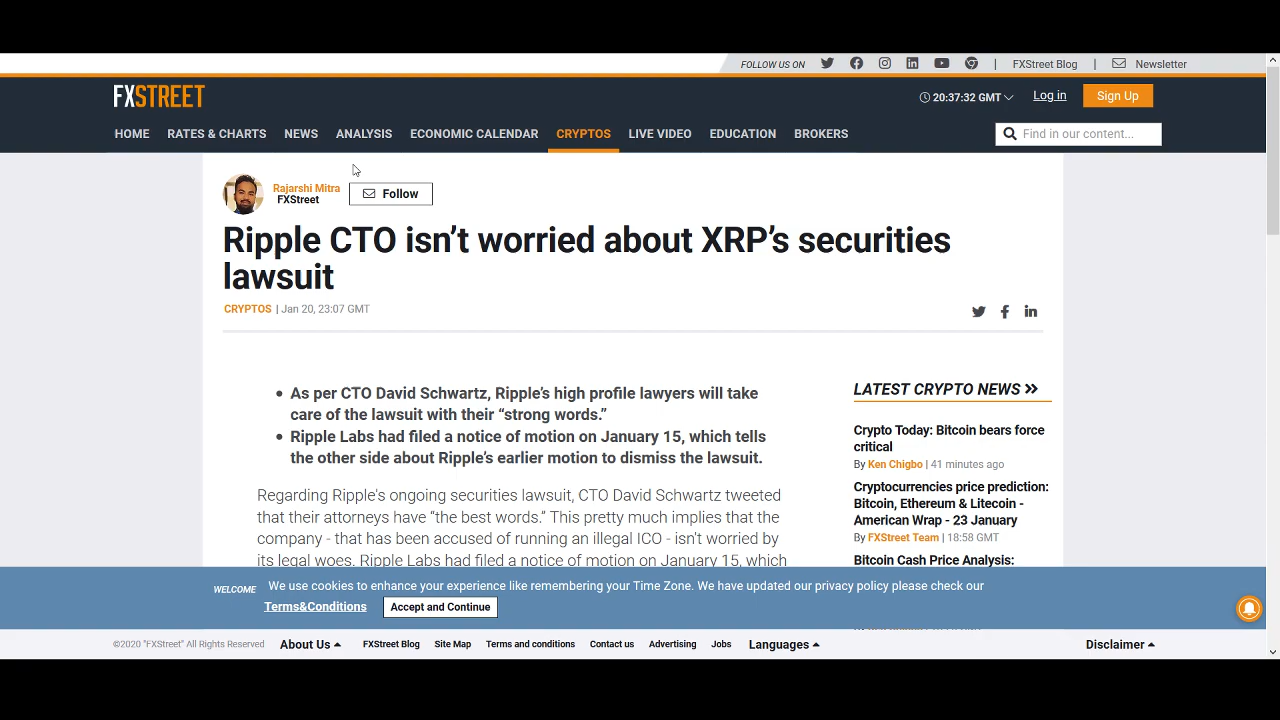 FOLLOW US ON | FXStreet Blog | Newsletter
FXSTREET
20:37:32 GMT
Log in
Sign Up
HOME RATES & CHARTS NEWS ANALYSIS ECONOMIC CALENDAR CRYPTOS LIVE VIDEO EDUCATION BROKERS
Find in our content...
Rajarshi Mitra
FXStreet
Follow
Ripple CTO isn’t worried about XRP’s securities
lawsuit
CRYPTOS | Jan 20, 23:07 GMT
• As per CTO David Schwartz, Ripple’s high profile lawyers will take
care of the lawsuit with their “strong words.”
• Ripple Labs had filed a notice of motion on January 15, which tells
the other side about Ripple’s earlier motion to dismiss the lawsuit.
Regarding Ripple's ongoing securities lawsuit, CTO David Schwartz tweeted
that their attorneys have “the best words.” This pretty much implies that the
company - that has been accused of running an illegal ICO - isn’t worried by
its legal woes. Ripple Labs had filed a notice of motion on January 15, which
LATEST CRYPTO NEWS
Crypto Today: Bitcoin bears force
critical
By Ken Chigbo | 41 minutes ago
Cryptocurrencies price prediction:
Bitcoin, Ethereum & Litecoin -
American Wrap - 23 January
By FXStreet Team | 18:58 GMT
Bitcoin Cash Price Analysis:
WELCOME We use cookies to enhance your experience like remembering your Time Zone. We have updated our privacy policy please check our
Terms&Conditions Accept and Continue
©2020 "FXStreet" All Rights Reserved About Us FXStreet Blog Site Map Terms and conditions Contact us Advertising Jobs Languages Disclaimer